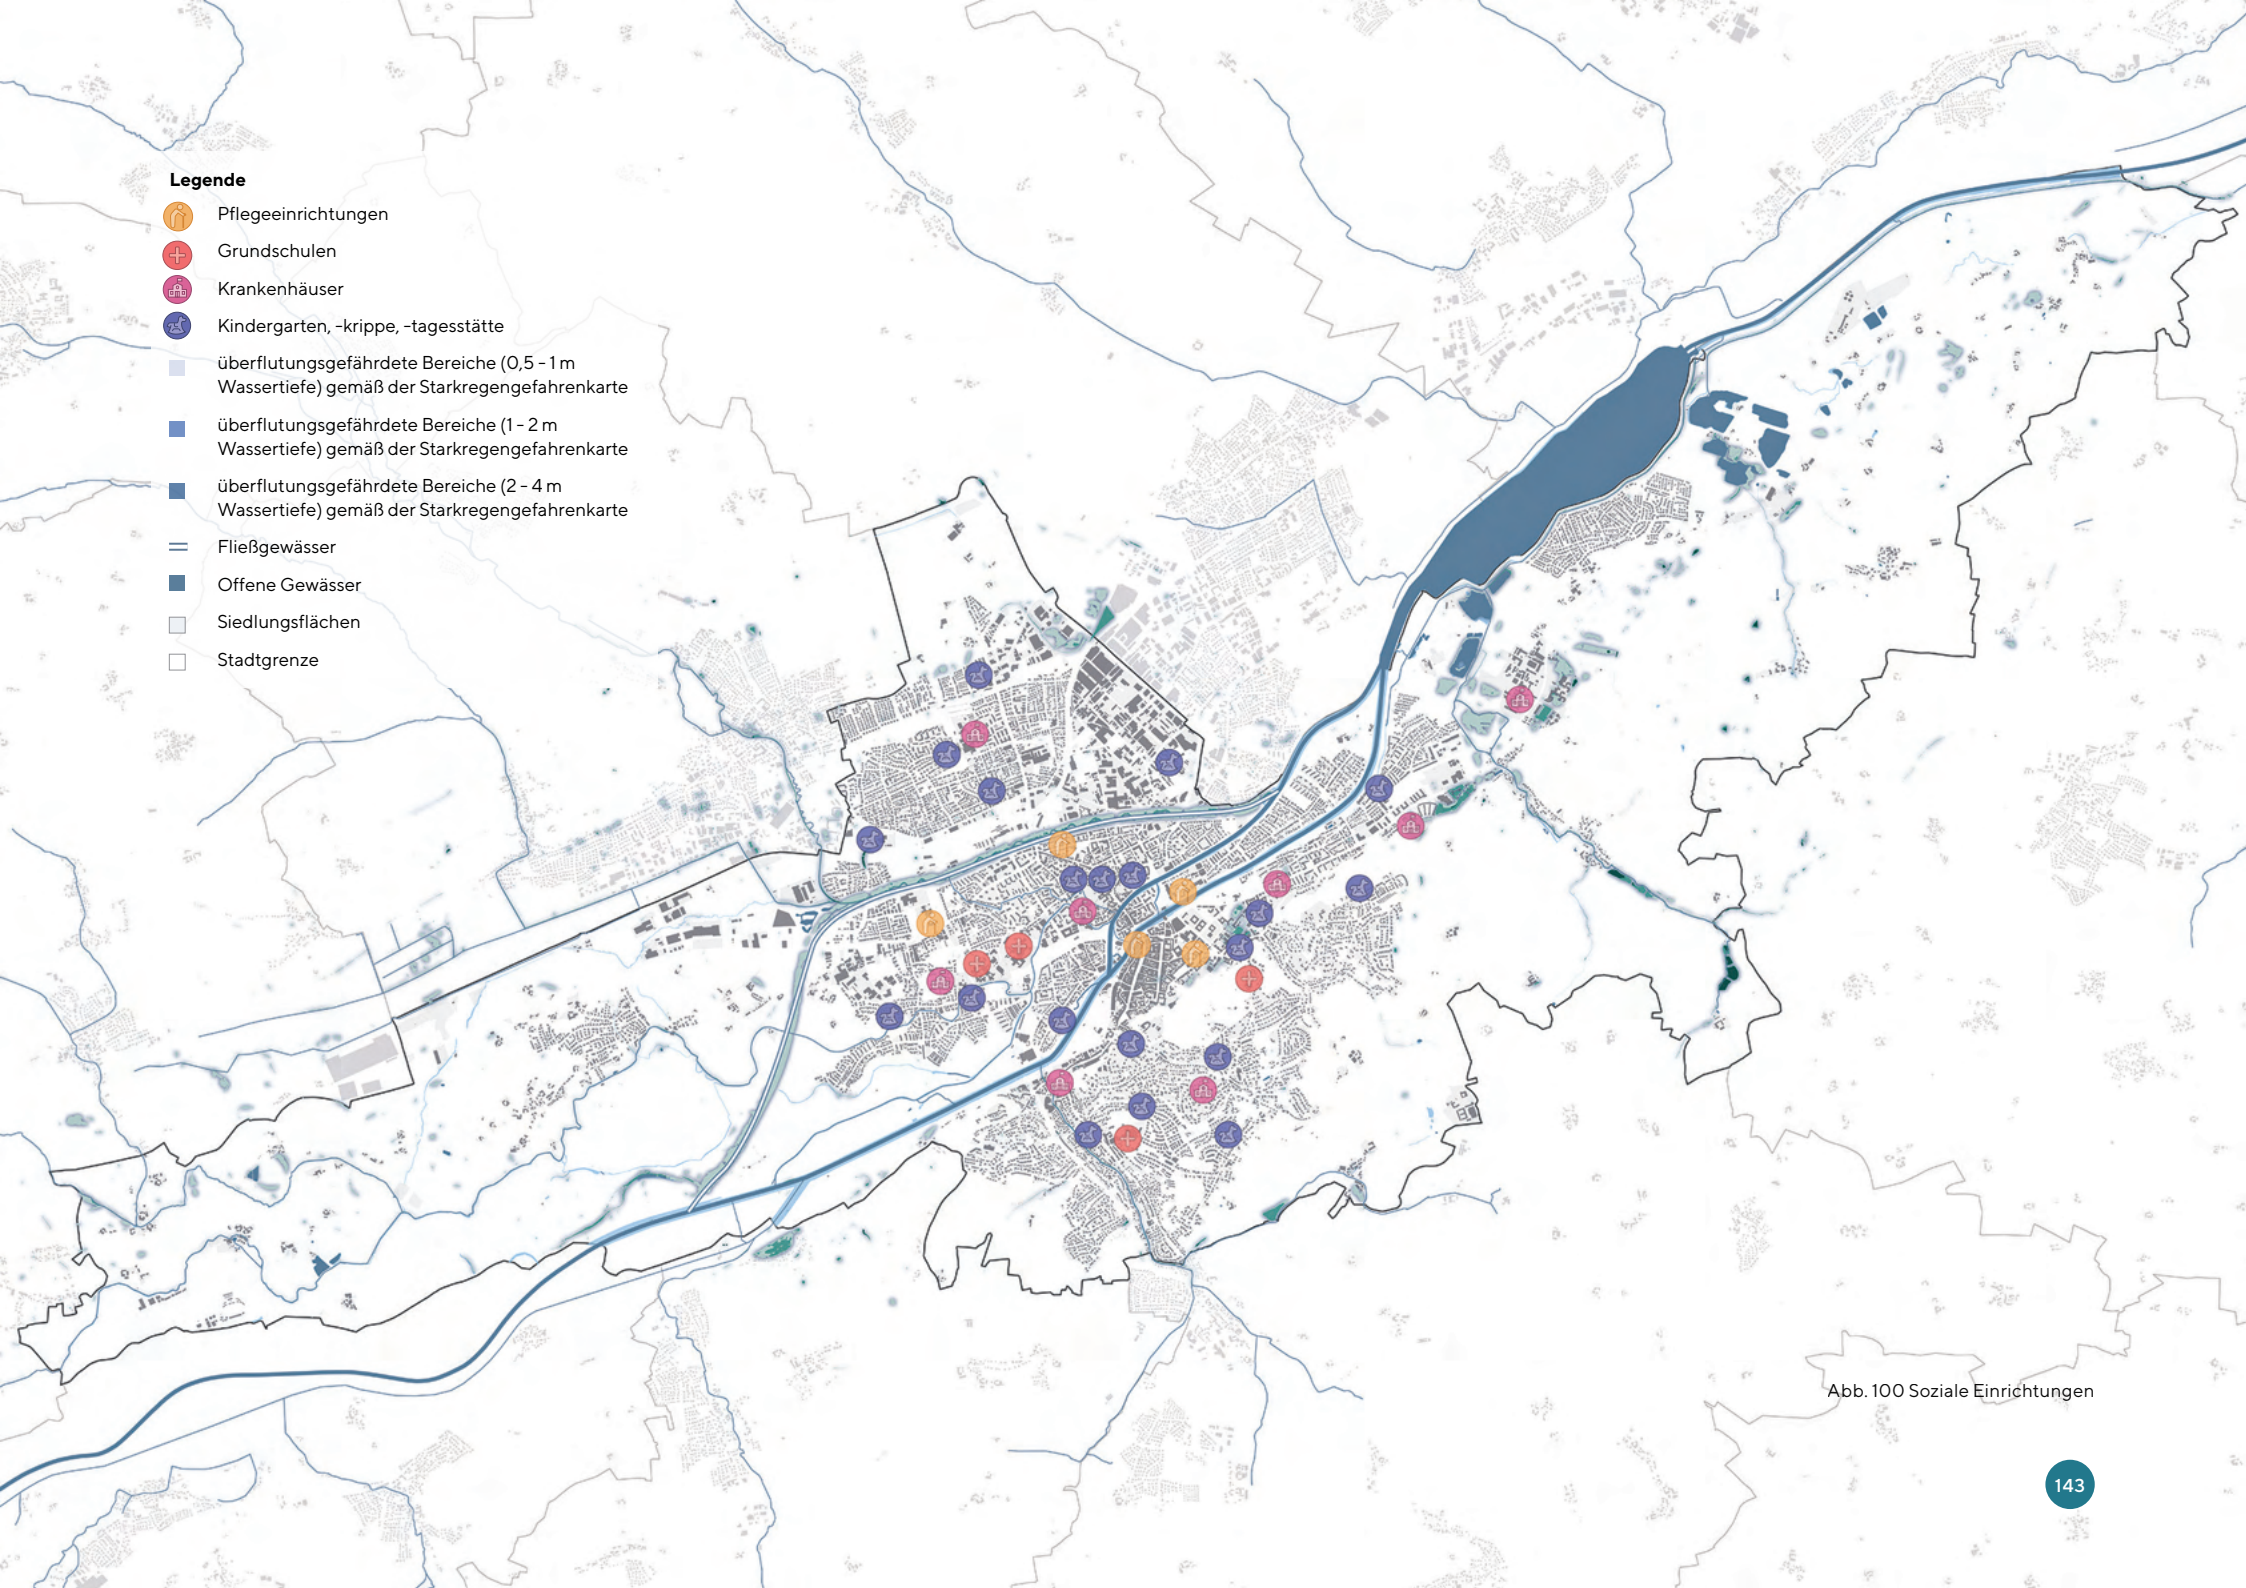 Legende
Pflegeeinrichtungen
Grundschulen
Krankenhäuser
Kindergarten, -krippe, -tagesstätte
überflutungsgefährdete Bereiche (0,5 - 1 m
Wassertiefe) gemäß der Starkregengefahrenkarte
überflutungsgefährdete Bereiche (1 - 2 m
Wassertiefe) gemäß der Starkregengefahrenkarte
überflutungsgefährdete Bereiche (2 - 4 m
Wassertiefe) gemäß der Starkregengefahrenkarte
Fließgewässer
Offene Gewässer
Siedlungsflächen
Stadtgrenze
Abb. 100 Soziale Einrichtungen
143